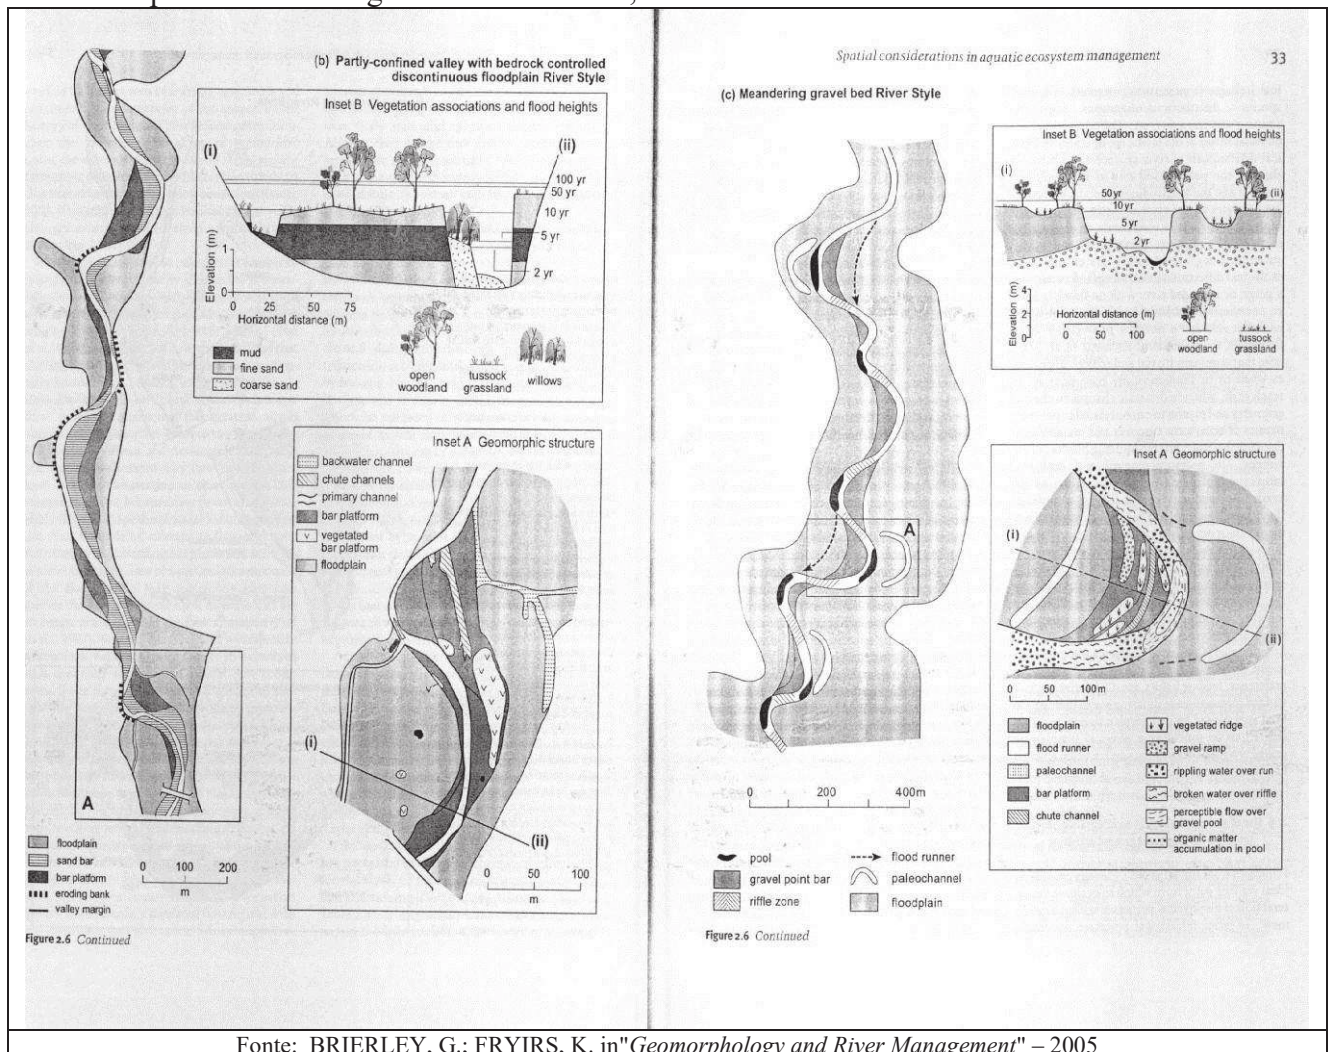 (b) Partly-confined valley with bedrock controlled
discontinuous floodplain River Style
Inset B Vegetation associations and flood heights
(i)
(ii)
100 yr
50 yr
10 yr
5 yr
2 yr
Elevation (m)
1
0
0 25 50 75
Horizontal distance (m)
mud
fine sand
coarse sand
open
woodland
tussock
grassland
willows
Inset A Geomorphic structure
backwater channel
chute channels
primary channel
bar platform
vegetated
bar platform
floodplain
(i)
(ii)
0 50 100
m
A
floodplain
sand bar
bar platform
eroding bank
valley margin
0 100 200
m
Figure 2.6 Continued
Spatial considerations in aquatic ecosystem management 33
(c) Meandering gravel bed River Style
Inset B Vegetation associations and flood heights
(i)
(ii)
50 yr
10 yr
5 yr
2 yr
Elevation (m)
4
2
0
Horizontal distance (m)
0 50 100
open
woodland
tussock
grassland
A
Inset A Geomorphic structure
(i)
(ii)
0 50 100m
floodplain
flood runner
paleochannel
bar platform
chute channel
vegetated ridge
gravel ramp
rippling water over run
broken water over riffle
perceptible flow over
gravel pool
organic matter
accumulation in pool
0 200 400m
pool
gravel point bar
riffle zone
flood runner
paleochannel
floodplain
Figure 2.6 Continued
Fonte: BRIERLEY, G.; FRYIRS, K. in"Geomorphology and River Management" – 2005